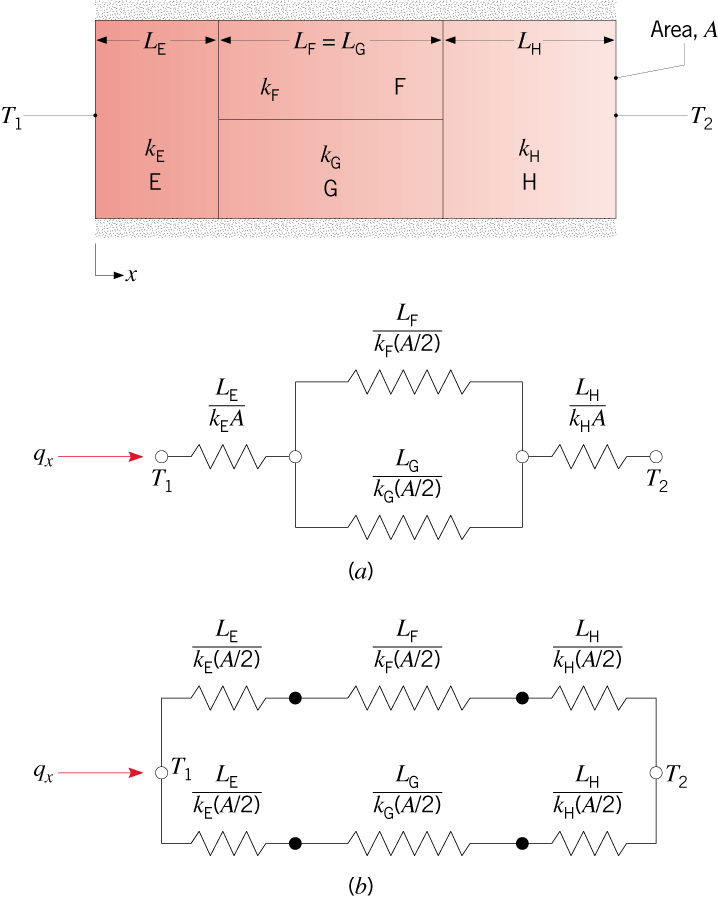 L_E L_F = L_G L_H Area, A
k_F F
T_1 T_2
k_E k_G k_H
E G H
x
L_F
k_F(A/2)
L_E L_H
k_EA k_HA
q_x
T_1 T_2
L_G
k_G(A/2)
(a)
L_E L_F L_H
k_E(A/2) k_F(A/2) k_H(A/2)
q_x T_1 T_2
L_E L_G L_H
k_E(A/2) k_G(A/2) k_H(A/2)
(b)